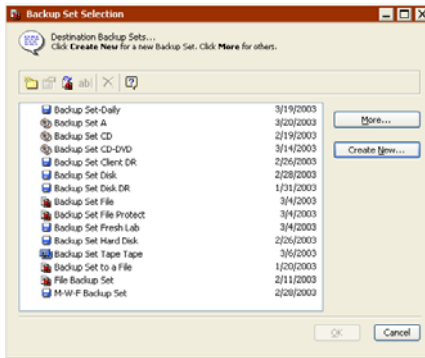 Backup Set Selection
Destination Backup Sets...
Click Create New for a new Backup Set. Click More for others.
ab|
Backup Set-Daily 3/19/2003
Backup Set A 3/20/2003
Backup Set CD 2/19/2003
Backup Set CD-DVD 3/14/2003
Backup Set Client DR 2/26/2003
Backup Set Disk 2/28/2003
Backup Set Disk DR 1/31/2003
Backup Set File 3/4/2003
Backup Set File Protect 3/4/2003
Backup Set Fresh Lab 3/4/2003
Backup Set Hard Disk 2/26/2003
Backup Set Tape Tape 3/6/2003
Backup Set to a File 1/20/2003
File Backup Set 2/11/2003
M-W-F Backup Set 2/28/2003
More...
Create New...
OK
Cancel